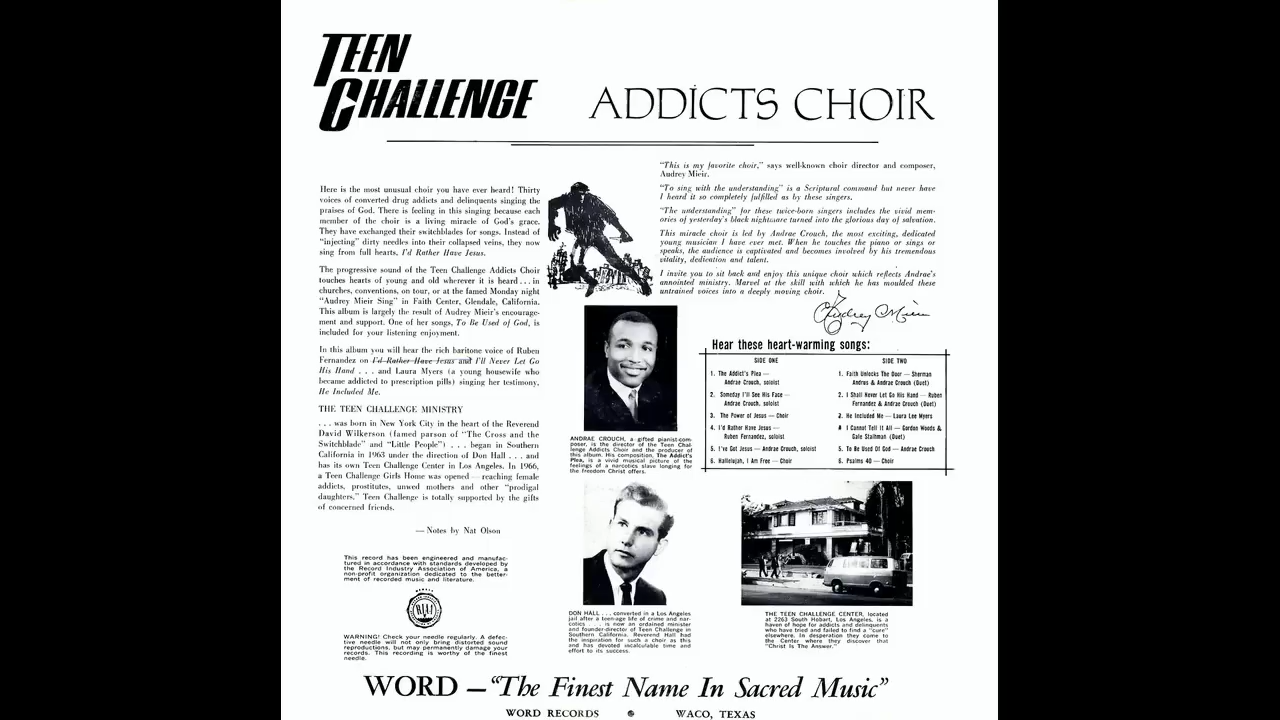 TEEN
CHALLENGE
ADDICTS CHOIR
Here is the most unusual choir you have ever heard! Thirty
voices of converted drug addicts and delinquents singing the
praises of God. There is feeling in this singing because each
member of the choir is a living miracle of God's grace.
They have exchanged their switchblades for songs. Instead of
"injecting" dirty needles into their collapsed veins, they now
sing from full hearts, I'd Rather Have Jesus.
The progressive sound of the Teen Challenge Addicts Choir
touches hearts of young and old wherever it is heard . . . in
churches, conventions, on tour, or at the famed Monday night
"Audrey Mieir Sing" in Faith Center, Glendale, California.
This album is largely the result of Audrey Mieir's encourage-
ment and support. One of her songs, To Be Used of God, is
included for your listening enjoyment.
In this album you will hear the rich baritone voice of Ruben
Fernandez on I'd Rather Have Jesus and I'll Never Let Go
His Hand . . . and Laura Myers (a young housewife who
became addicted to prescription pills) singing her testimony,
He Included Me.
THE TEEN CHALLENGE MINISTRY
. . . was born in New York City in the heart of the Reverend
David Wilkerson (famed parson of "The Cross and the
Switchblade" and "Little People") . . . began in Southern
California in 1963 under the direction of Don Hall . . . and
has its own Teen Challenge Center in Los Angeles. In 1966,
a Teen Challenge Girls Home was opened — reaching female
addicts, prostitutes, unwed mothers and other "prodigal
daughters." Teen Challenge is totally supported by the gifts
of concerned friends.
— Notes by Nat Olson
This record has been engineered and manufac-
tured in accordance with standards developed by
the Record Industry Association of America, a
non-profit organization dedicated to the better-
ment of recorded music and literature.
RIAA
WARNING! Check your needle regularly. A defec-
tive needle will not only bring distorted sound
reproductions, but may permanently damage your
records. This recording is worthy of the finest
needle.
"This is my favorite choir," says well-known choir director and composer,
Audrey Mieir.
"To sing with the understanding" is a Scriptural command but never have
I heard it so completely fulfilled as by these singers.
"The understanding" for these twice-born singers includes the vivid mem-
ories of yesterday's black nightmare turned into the glorious day of salvation.
This miracle choir is led by Andrae Crouch, the most exciting, dedicated
young musician I have ever met. When he touches the piano or sings or
speaks, the audience is captivated and becomes involved by his tremendous
vitality, dedication and talent.
I invite you to sit back and enjoy this unique choir which reflects Andrae's
annointed ministry. Marvel at the skill with which he has moulded these
untrained voices into a deeply moving choir.
Audrey Mieir
ANDRAE CROUCH, a gifted pianist-com-
poser, is the director of the Teen Chal-
lenge Addicts Choir and the producer of
this album. His composition, The Addict's
Plea, is a vivid musical picture of the
feelings of a narcotics slave longing for
the freedom Christ offers.
Hear these heart-warming songs:
SIDE ONE
1. The Addict's Plea —
Andrae Crouch, soloist
2. Someday I'll See His Face —
Andrae Crouch, soloist
3. The Power of Jesus — Choir
4. I'd Rather Have Jesus —
Ruben Fernandez, soloist
5. I've Got Jesus — Andrae Crouch, soloist
6. Hallelujah, I Am Free — Choir
SIDE TWO
1. Faith Unlocks The Door — Sherman
Andrus & Andrae Crouch (Duet)
2. I Shall Never Let Go His Hand — Ruben
Fernandez & Andrae Crouch (Duet)
3. He Included Me — Laura Lee Myers
I Cannot Tell It All — Gordon Woods &
Gale Stallman (Duet)
5. To Be Used Of God — Andrae Crouch
6. Psalms 40 — Choir
DON HALL . . . converted in a Los Angeles
jail after a teen-age life of crime and nar-
cotics . . . is now an ordained minister
and founder-director of Teen Challenge in
Southern California. Reverend Hall had
the inspiration for such a choir as this
and has devoted incalculable time and
effort to its success.
THE TEEN CHALLENGE CENTER, located
at 2263 South Hobart, Los Angeles, is a
haven of hope for addicts and delinquents
who have tried and failed to find a "cure"
elsewhere. In desperation they come to
the Center where they discover that
"Christ Is The Answer."
WORD — "The Finest Name In Sacred Music"
WORD RECORDS WACO, TEXAS